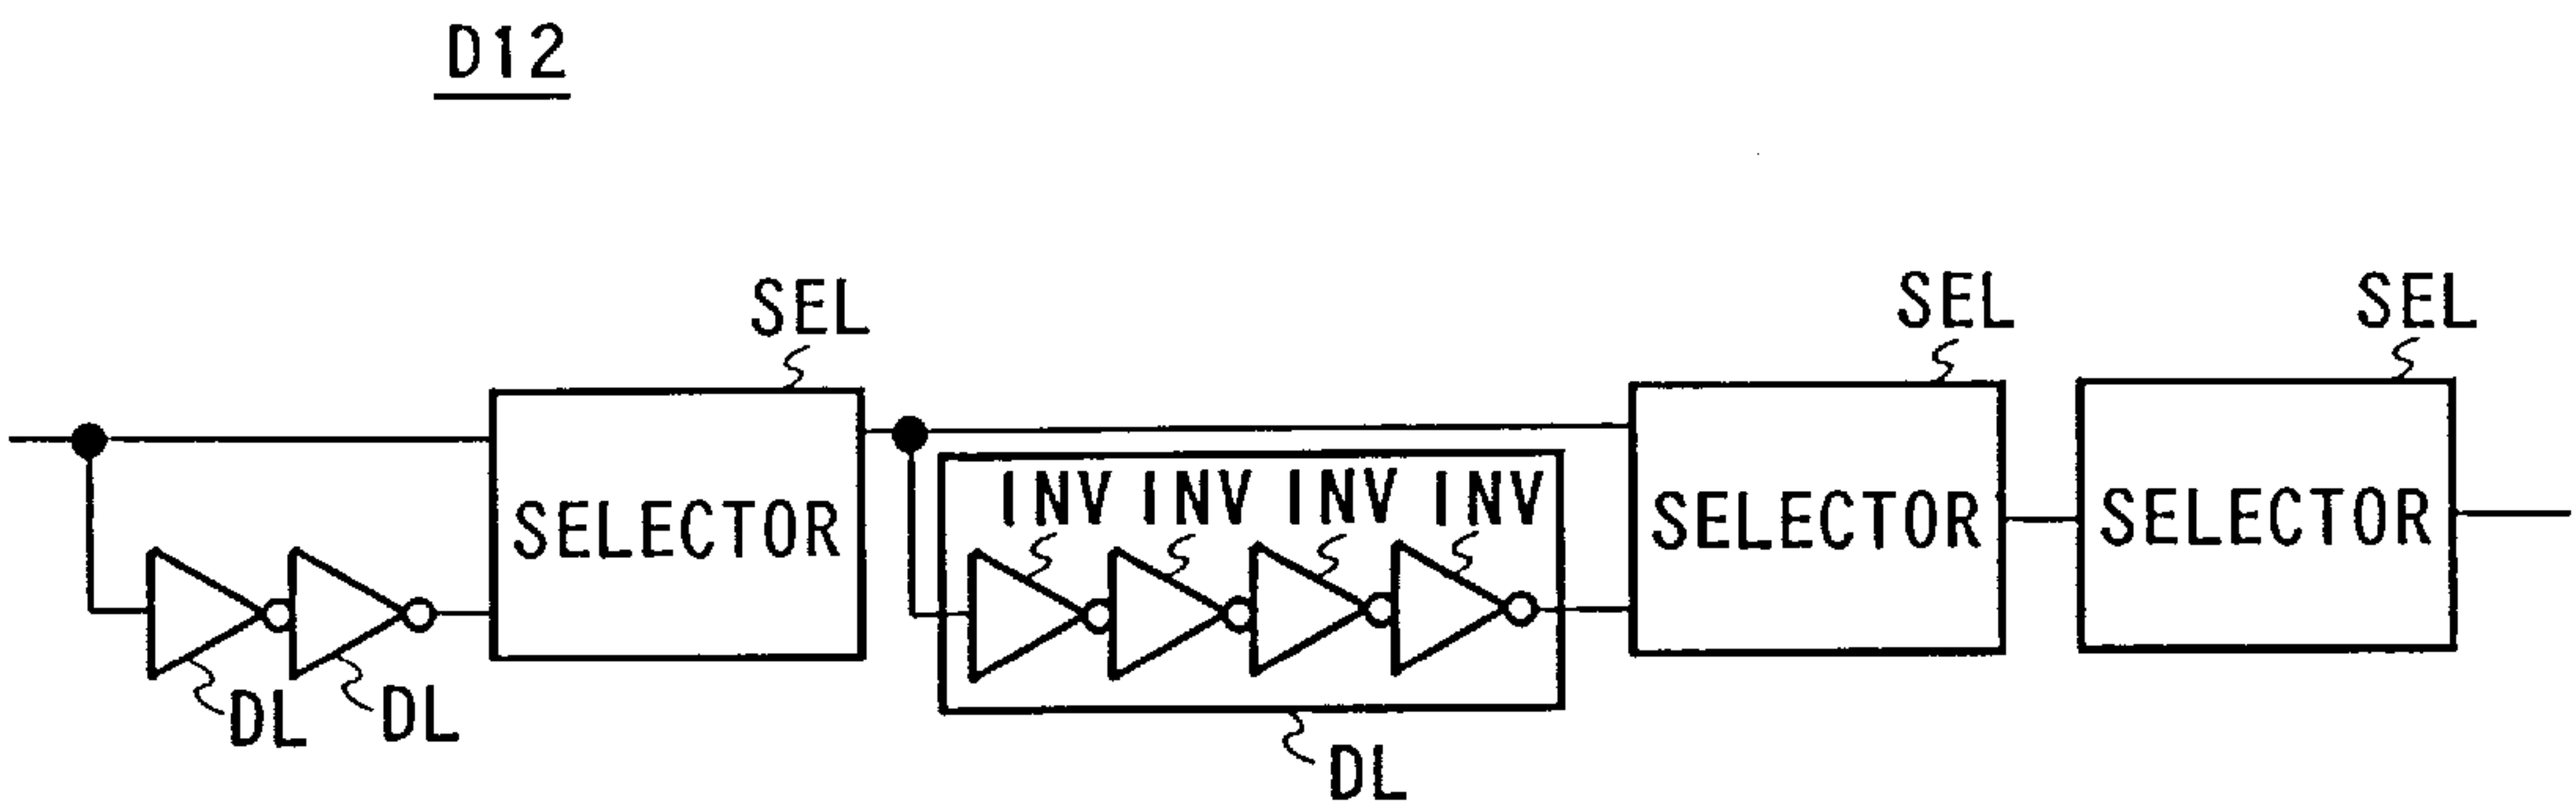 D12
SEL SEL SEL
INV INV INV INV
SELECTOR SELECTOR SELECTOR
DL DL
DL